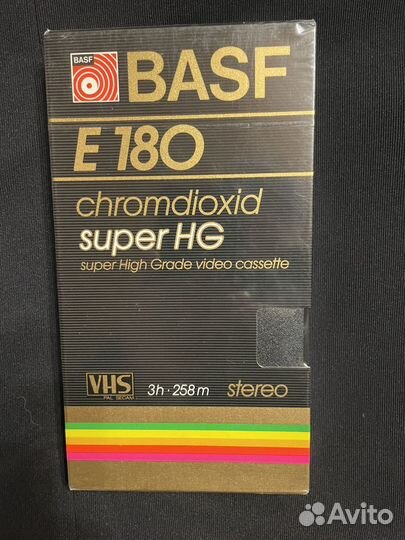 BASF
BASF
E 180
chromdioxid
super HG
super High Grade video cassette
VHS
PAL SECAM
3h · 258 m
stereo
Avito